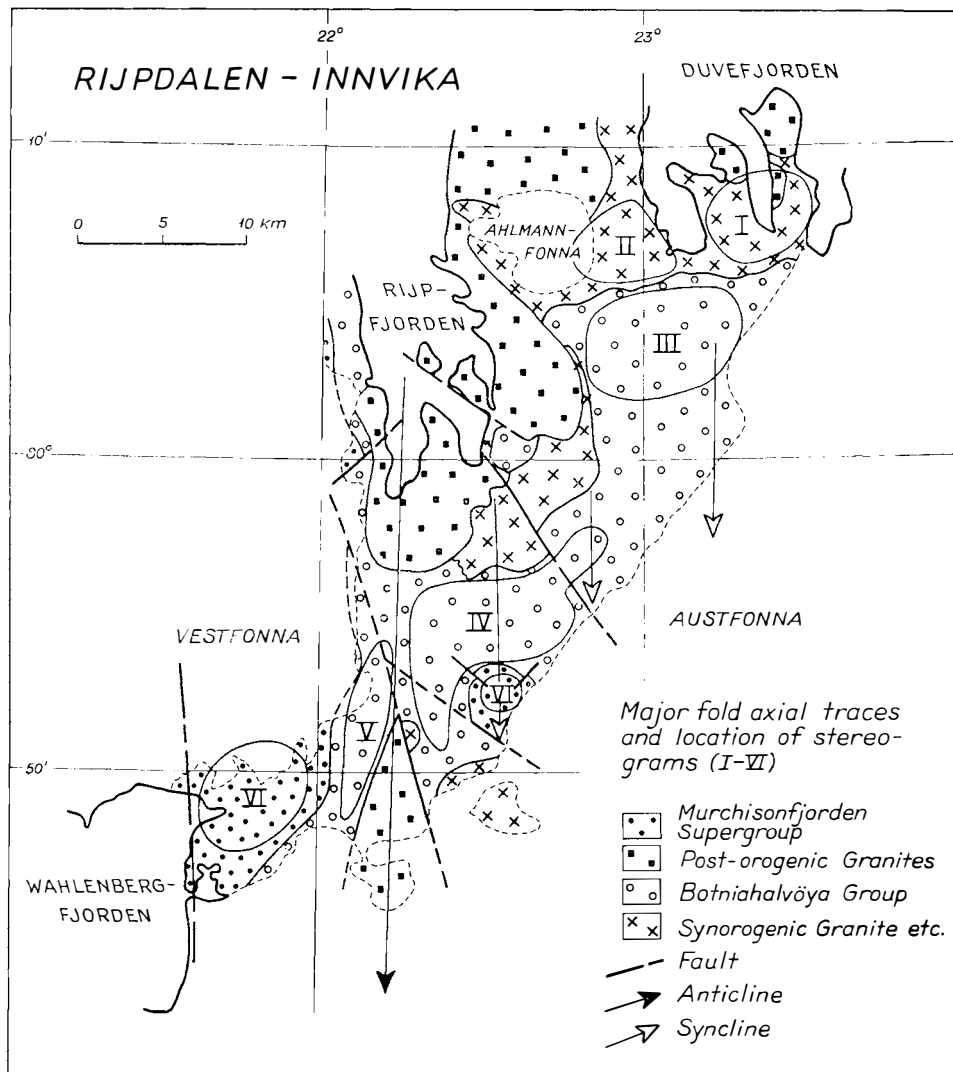 22°
23°
RIJPDALEN – INNVIKA
DUVEFJORDEN
10'
0 5 10 km
I
AHLMANN-
FONNA
II
RIJP-
FJORDEN
III
80°
IV
VESTFONNA
AUSTFONNA
VI
V
Major fold axial traces
and location of stereo-
grams (I-VI)
50'
VI
Murchisonfjorden
Supergroup
Post-orogenic Granites
WAHLENBERG-
FJORDEN
Botniahalvöya Group
Synorogenic Granite etc.
Fault
Anticline
Syncline